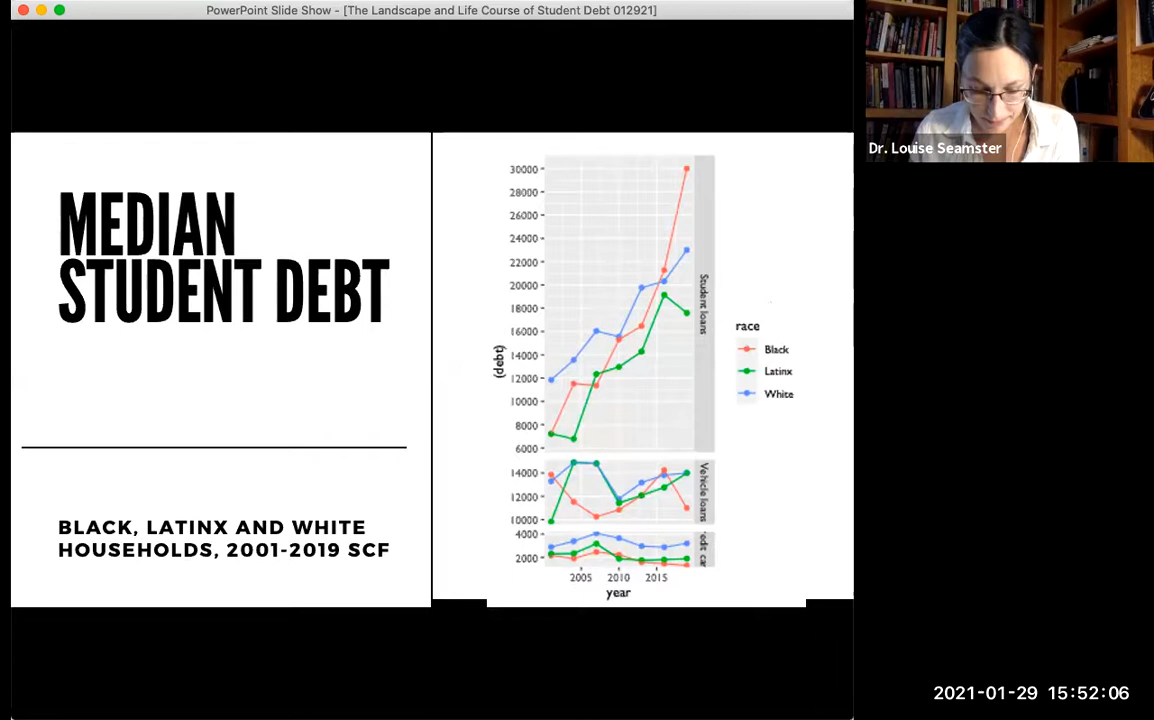 PowerPoint Slide Show - [The Landscape and Life Course of Student Debt 012921]
Dr. Louise Seamster
MEDIAN
STUDENT DEBT
BLACK, LATINX AND WHITE
HOUSEHOLDS, 2001-2019 SCF
(debt)
30000
28000
26000
24000
22000
20000
18000
16000
14000
12000
10000
8000
6000
Student loans
14000
12000
10000
Vehicle loans
4000
2000
edit car
2005 2010 2015
year
race
Black
Latinx
White
2021-01-29 15:52:06